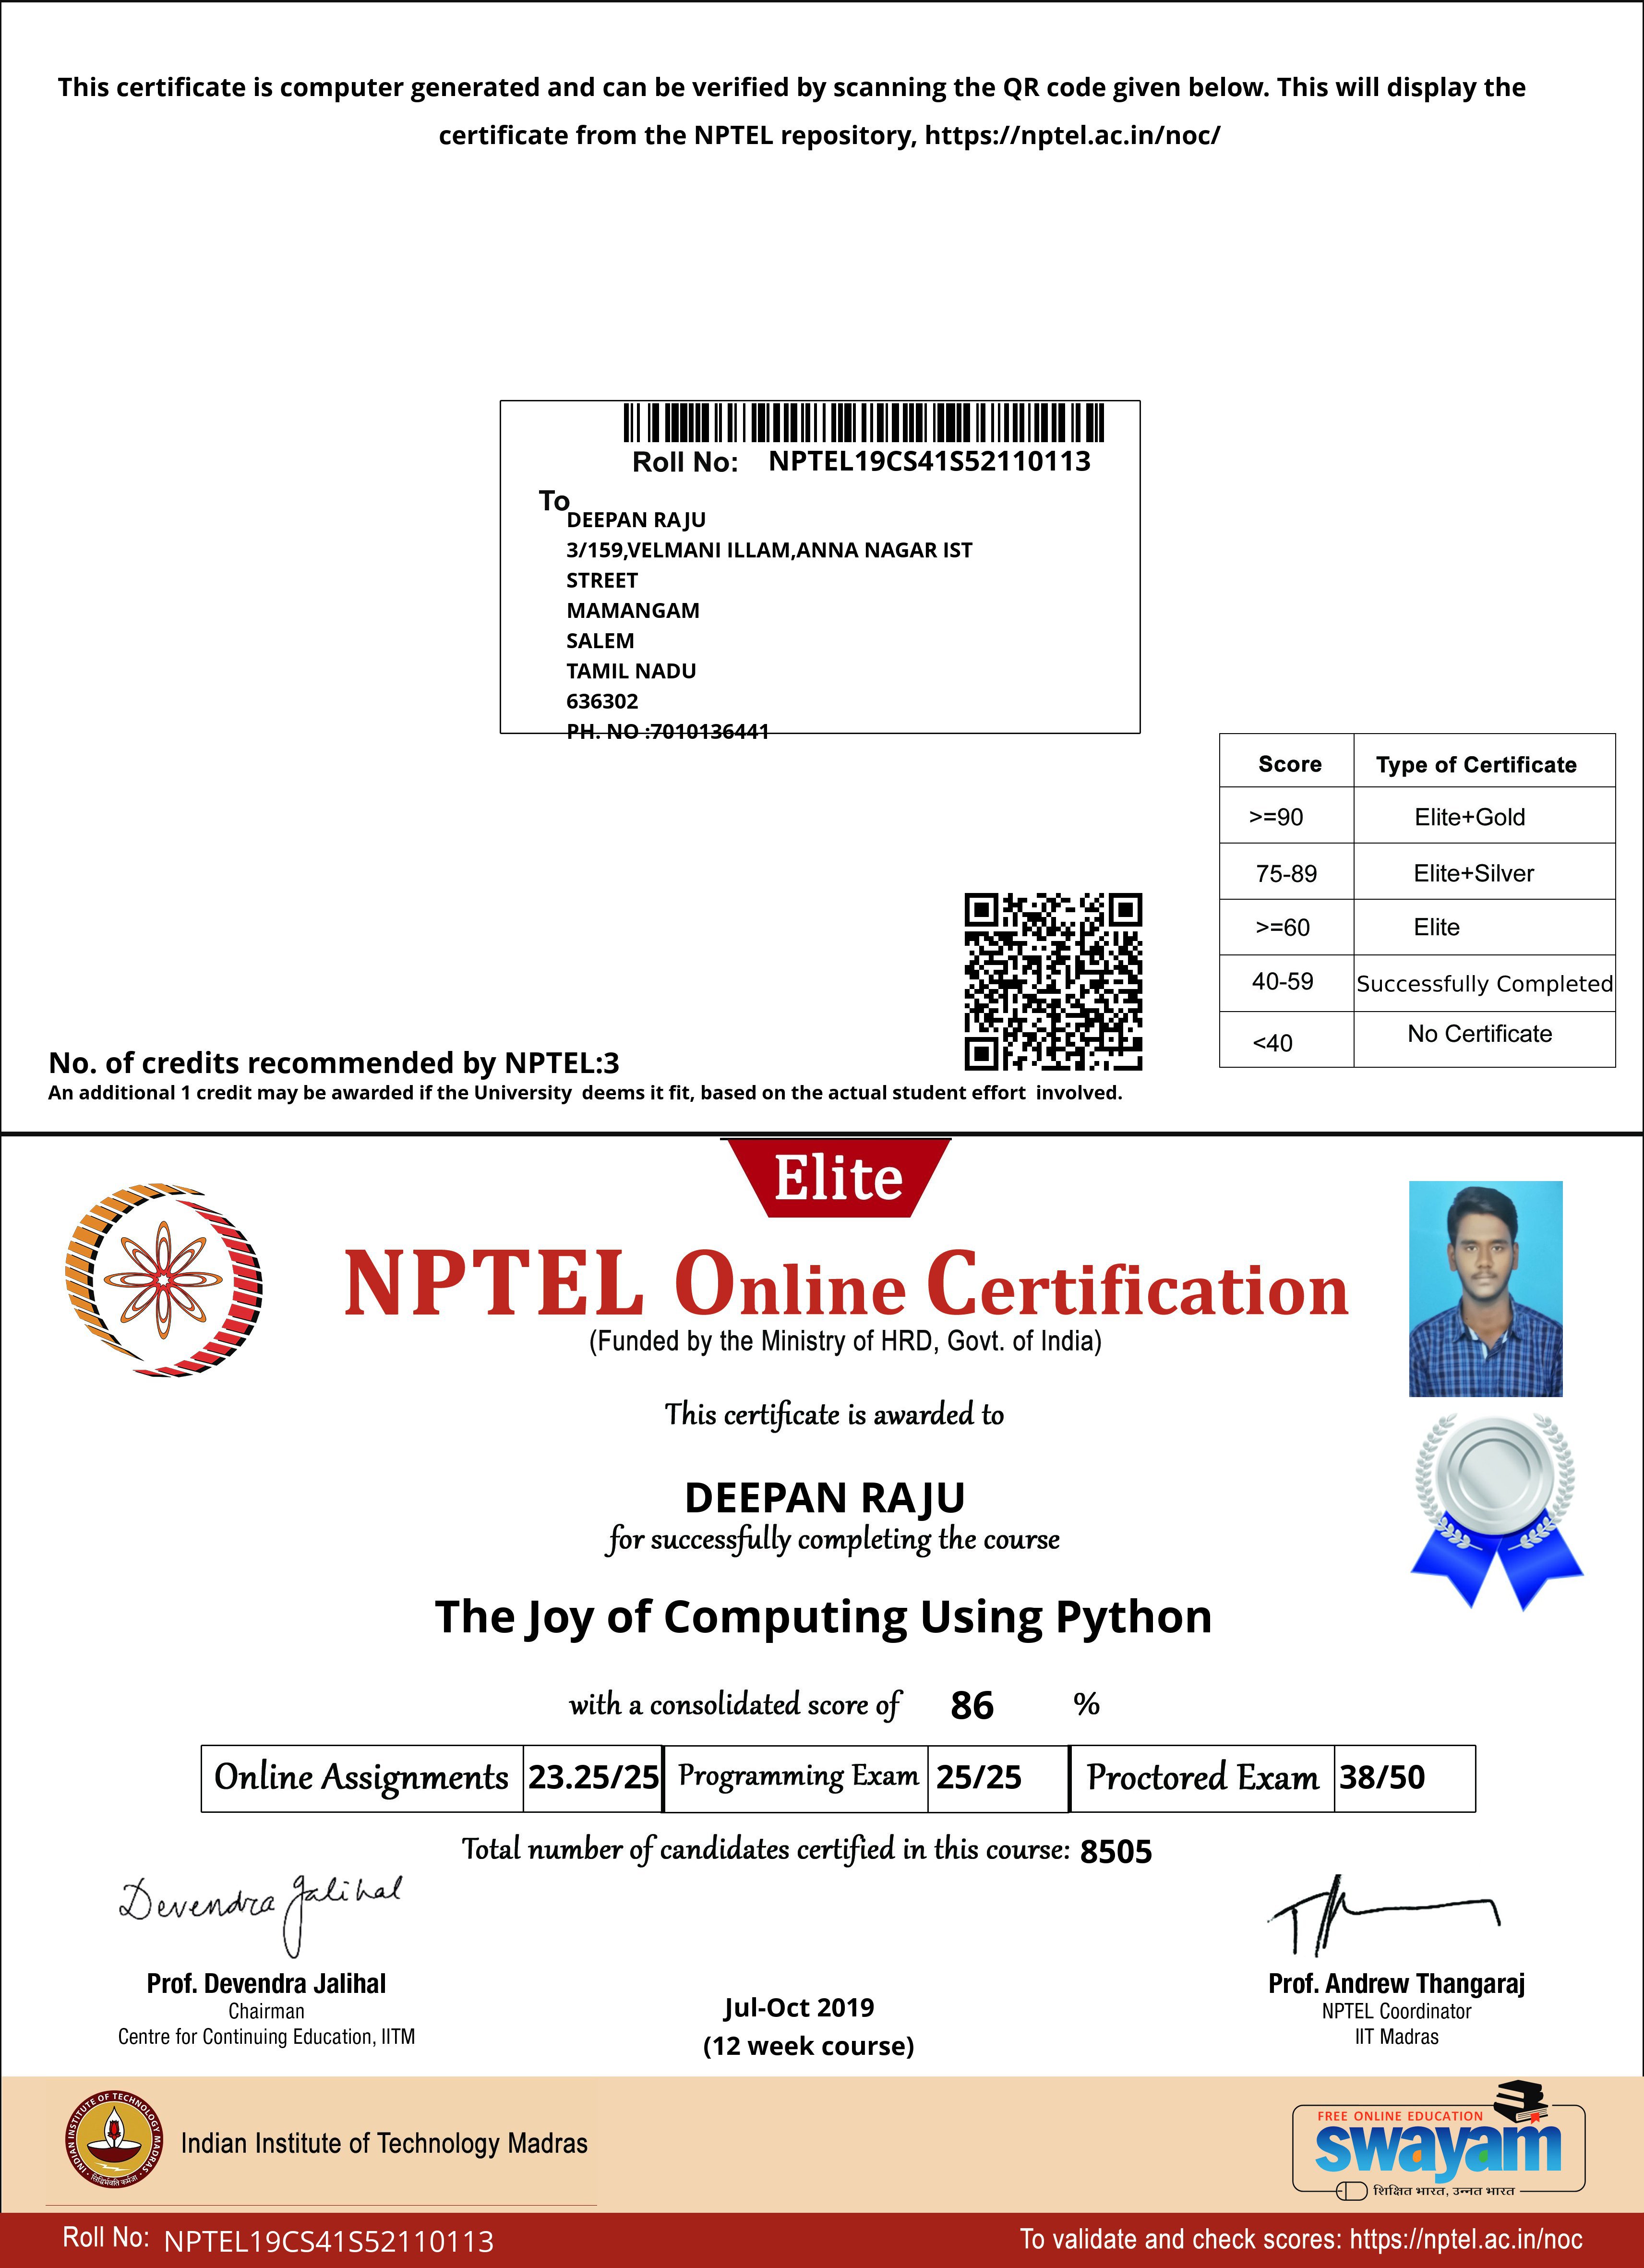 This certificate is computer generated and can be verified by scanning the QR code given below. This will display the
certificate from the NPTEL repository, https://nptel.ac.in/noc/
Roll No: NPTEL19CS41S52110113
To
DEEPAN RAJU
3/159,VELMANI ILLAM,ANNA NAGAR IST
STREET
MAMANGAM
SALEM
TAMIL NADU
636302
PH. NO :7010136441
Score Type of Certificate
>=90 Elite+Gold
75-89 Elite+Silver
>=60 Elite
40-59 Successfully Completed
<40 No Certificate
No. of credits recommended by NPTEL:3
An additional 1 credit may be awarded if the University deems it fit, based on the actual student effort involved.
Elite
NPTEL Online Certification
(Funded by the Ministry of HRD, Govt. of India)
This certificate is awarded to
DEEPAN RAJU
for successfully completing the course
The Joy of Computing Using Python
with a consolidated score of 86 %
Online Assignments 23.25/25 Programming Exam 25/25 Proctored Exam 38/50
Total number of candidates certified in this course: 8505
Devendra Jalihal
Prof. Devendra Jalihal
Chairman
Centre for Continuing Education, IITM
Jul-Oct 2019
(12 week course)
Prof. Andrew Thangaraj
NPTEL Coordinator
IIT Madras
INDIAN INSTITUTE OF TECHNOLOGY MADRAS
सिद्धिर्भवति कर्मजा
Indian Institute of Technology Madras
FREE ONLINE EDUCATION
swayam
शिक्षित भारत, उन्नत भारत
Roll No: NPTEL19CS41S52110113
To validate and check scores: https://nptel.ac.in/noc